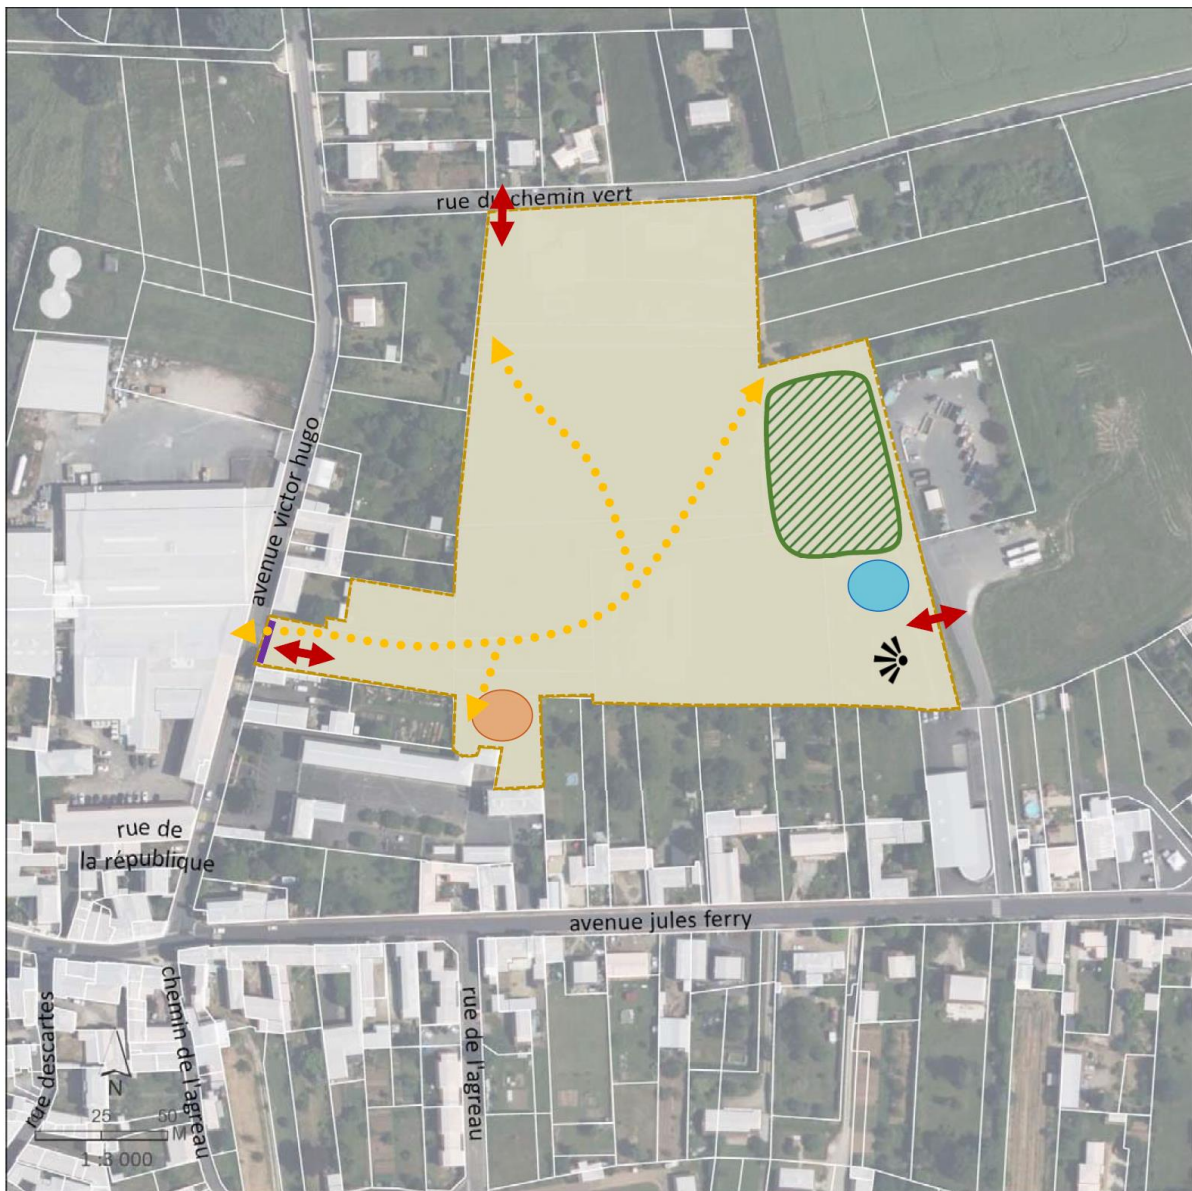 rue du chemin vert
avenue victor hugo
rue de
la république
avenue jules ferry
chemin de l'agreau
rue de l'agreau
rue descartes
N
25 50
M
1 :3 000